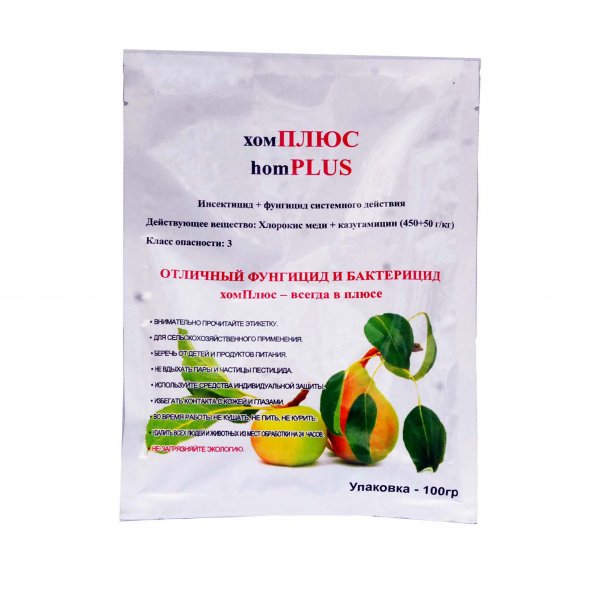 хомПЛЮС
homPLUS
Инсектицид + фунгицид системного действия
Действующее вещество: Хлорокис меди + казугамицин (450+50 г/кг)
Класс опасности: 3
ОТЛИЧНЫЙ ФУНГИЦИД И БАКТЕРИЦИД
хомПлюс – всегда в плюсе
• ВНИМАТЕЛЬНО ПРОЧИТАЙТЕ ЭТИКЕТКУ.
• ДЛЯ СЕЛЬСКОХОЗЯЙСТВЕННОГО ПРИМЕНЕНИЯ.
• БЕРЕЧЬ ОТ ДЕТЕЙ И ПРОДУКТОВ ПИТАНИЯ.
• НЕ ВДЫХАТЬ ПАРЫ И ЧАСТИЦЫ ПЕСТИЦИДА.
• ИСПОЛЬЗУЙТЕ СРЕДСТВА ИНДИВИДУАЛЬНОЙ ЗАЩИТЫ
• ИЗБЕГАТЬ КОНТАКТА С КОЖЕЙ И ГЛАЗАМИ
• ВО ВРЕМЯ РАБОТЫ НЕ КУШАТЬ, НЕ ПИТЬ, НЕ КУРИТЬ
• УДАЛИТЬ ВСЕХ ЛЮДЕЙ И ЖИВОТНЫХ ИЗ МЕСТ ОБРАБОТКИ НА 24 ЧАСОВ.
• НЕ ЗАГРЯЗНЯЙТЕ ЭКОЛОГИЮ.
Упаковка - 100гр